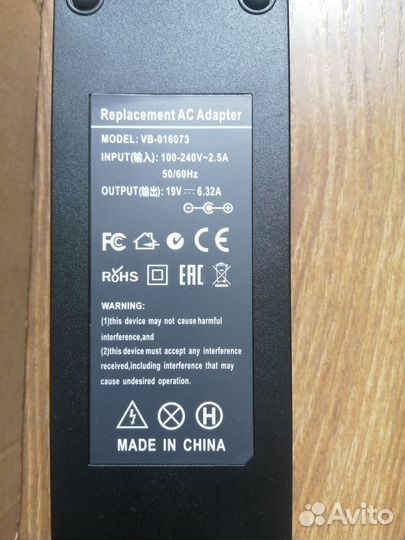 Replacement AC Adapter
MODEL: VB-016073
INPUT(输入): 100-240V~2.5A
50/60Hz
OUTPUT(输出): 19V ⎓ 6.32A
FC
CE
RoHS
EAC
WARNING:
(1)this device may not cause harmful
interference,and
(2)this device must accept any interference
received,including interference that may
cause undesired operation.
H
MADE IN CHINA
Avito